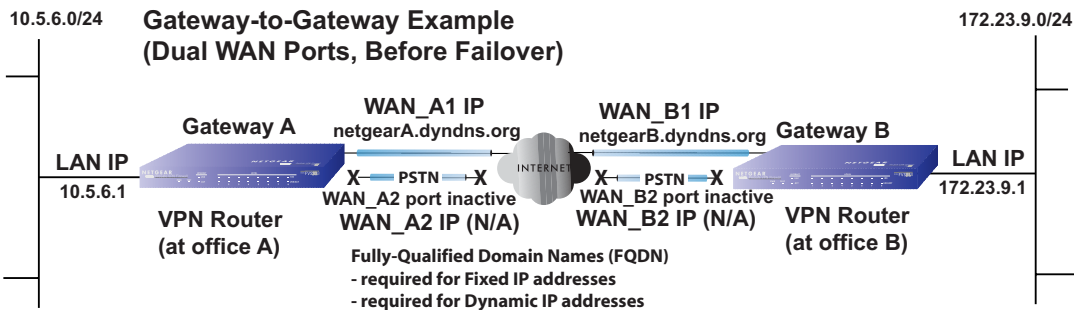 10.5.6.0/24
Gateway-to-Gateway Example
(Dual WAN Ports, Before Failover)
172.23.9.0/24
WAN_A1 IP
netgearA.dyndns.org
WAN_B1 IP
netgearB.dyndns.org
Gateway A
Gateway B
LAN IP
10.5.6.1
NETGEAR
NETGEAR
INTERNET
NETGEAR
NETGEAR
LAN IP
172.23.9.1
X PSTN X
WAN_A2 port inactive
WAN_A2 IP (N/A)
X PSTN X
WAN_B2 port inactive
WAN_B2 IP (N/A)
VPN Router
(at office A)
VPN Router
(at office B)
Fully-Qualified Domain Names (FQDN)
- required for Fixed IP addresses
- required for Dynamic IP addresses